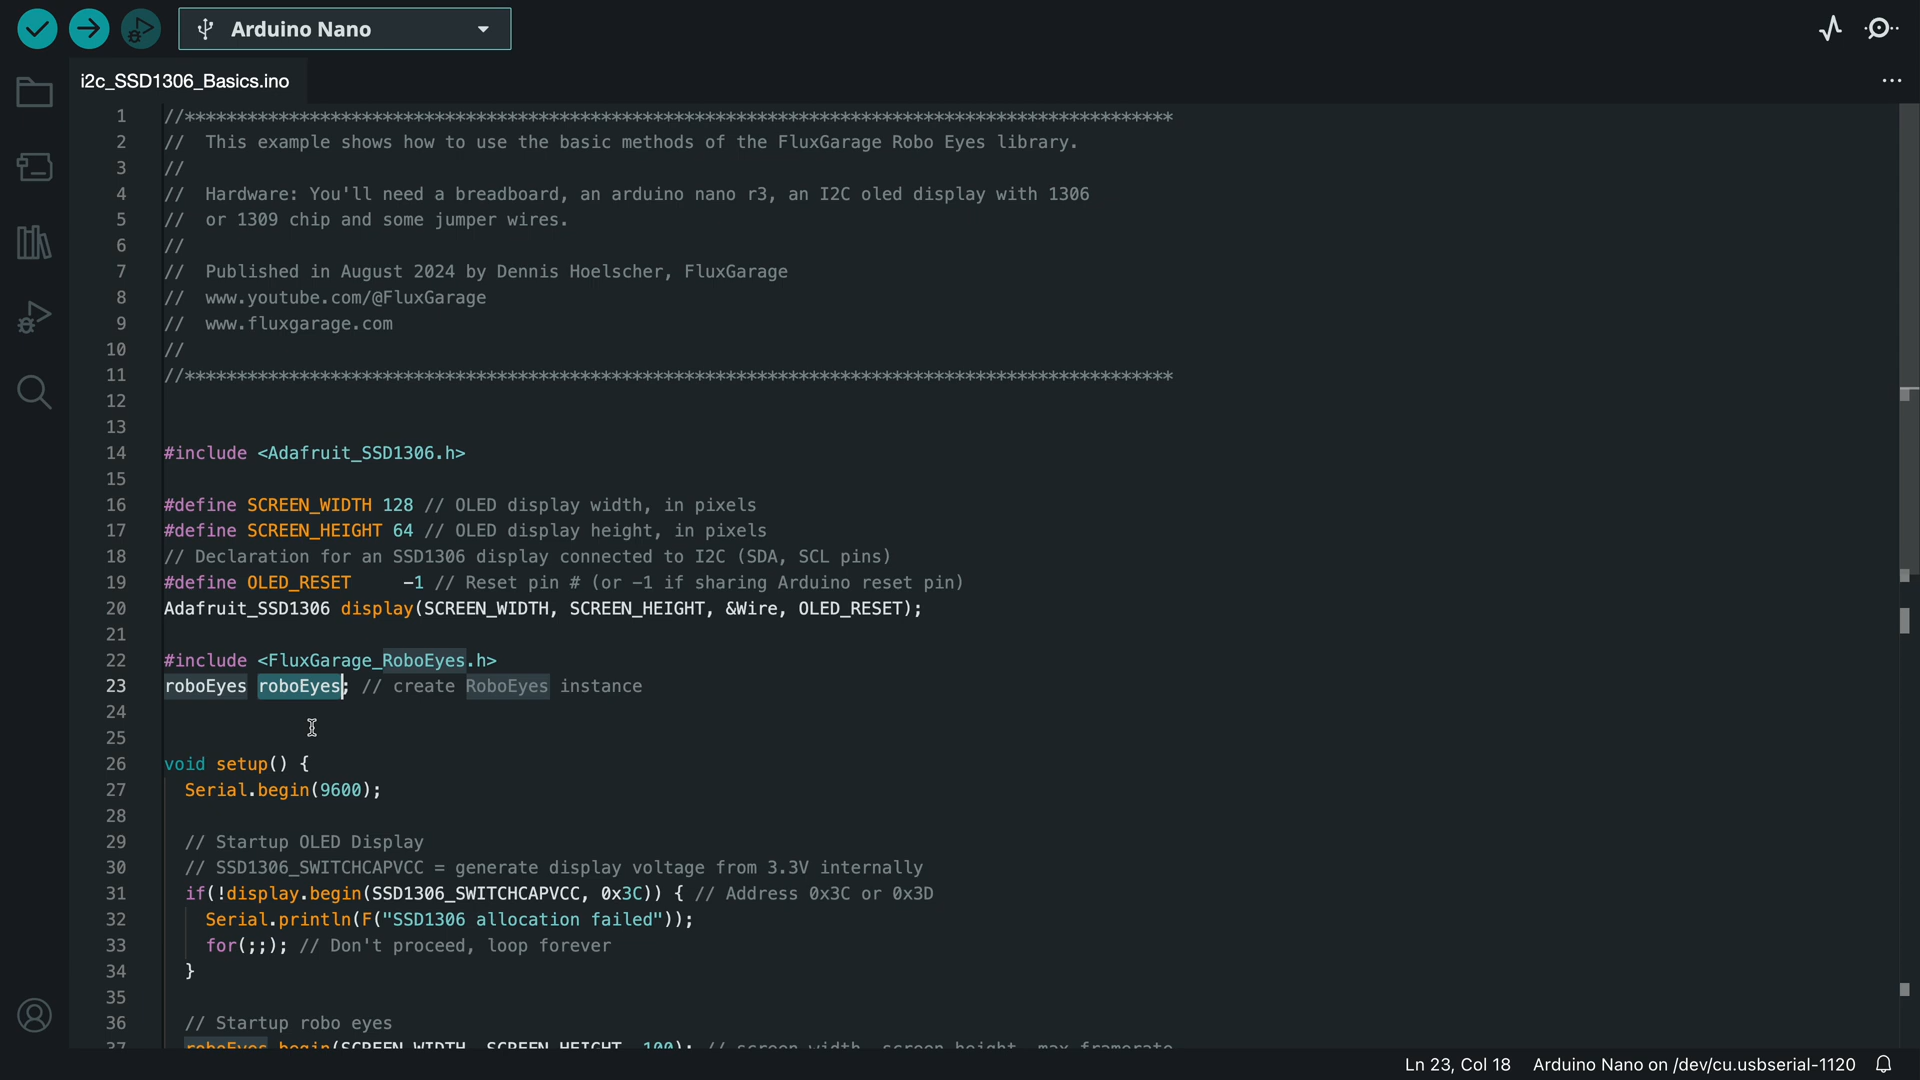 Arduino Nano
i2c_SSD1306_Basics.ino
1 //***********************************************************************************************
2 //  This example shows how to use the basic methods of the FluxGarage Robo Eyes library.
3 //
4 //  Hardware: You'll need a breadboard, an arduino nano r3, an I2C oled display with 1306
5 //  or 1309 chip and some jumper wires.
6 //
7 //  Published in August 2024 by Dennis Hoelscher, FluxGarage
8 //  www.youtube.com/@FluxGarage
9 //  www.fluxgarage.com
10 //
11 //***********************************************************************************************
12
13
14 #include <Adafruit_SSD1306.h>
15
16 #define SCREEN_WIDTH 128 // OLED display width, in pixels
17 #define SCREEN_HEIGHT 64 // OLED display height, in pixels
18 // Declaration for an SSD1306 display connected to I2C (SDA, SCL pins)
19 #define OLED_RESET     -1 // Reset pin # (or -1 if sharing Arduino reset pin)
20 Adafruit_SSD1306 display(SCREEN_WIDTH, SCREEN_HEIGHT, &Wire, OLED_RESET);
21
22 #include <FluxGarage_RoboEyes.h>
23 roboEyes roboEyes; // create RoboEyes instance
24
25
26 void setup() {
27   Serial.begin(9600);
28
29   // Startup OLED Display
30   // SSD1306_SWITCHCAPVCC = generate display voltage from 3.3V internally
31   if(!display.begin(SSD1306_SWITCHCAPVCC, 0x3C)) { // Address 0x3C or 0x3D
32     Serial.println(F("SSD1306 allocation failed"));
33     for(;;); // Don't proceed, loop forever
34   }
35
36   // Startup robo eyes
37   roboEyes.begin(SCREEN_WIDTH, SCREEN_HEIGHT, 100); // screen width, screen height, max framerate
Ln 23, Col 18 Arduino Nano on /dev/cu.usbserial-1120